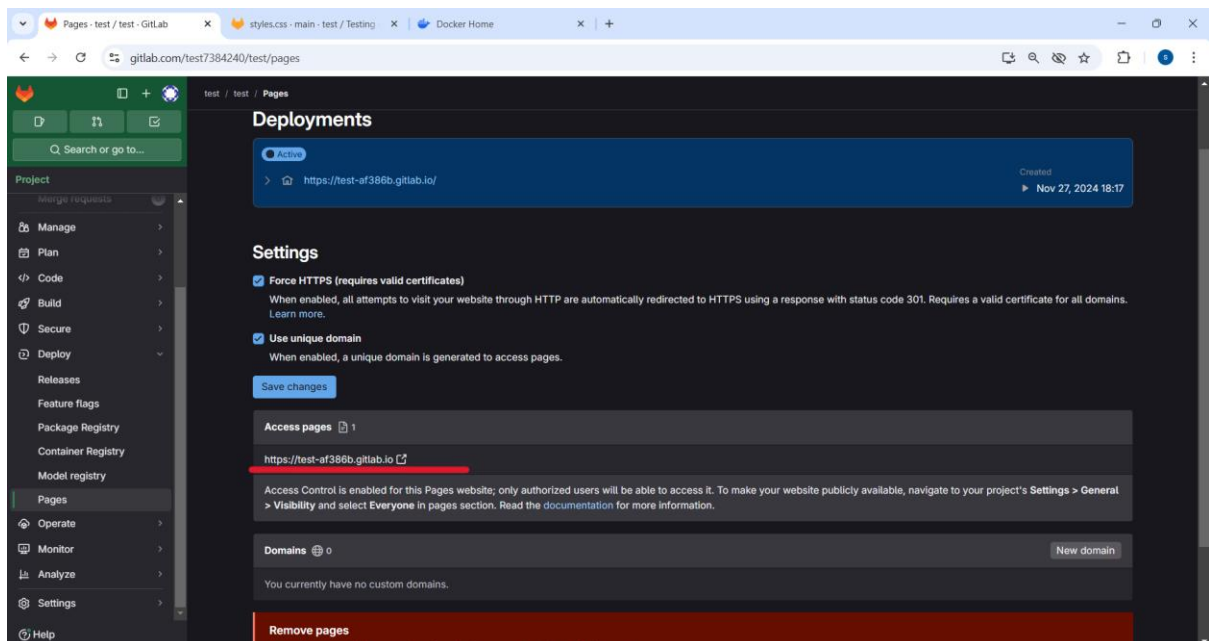 Pages · test / test · GitLab
styles.css · main · test / Testing
Docker Home
gitlab.com/test7384240/test/pages
S
Search or go to...
Project
Merge requests
Manage
Plan
Code
Build
Secure
Deploy
Releases
Feature flags
Package Registry
Container Registry
Model registry
Pages
Operate
Monitor
Analyze
Settings
Help
test / test / Pages
Deployments
Active
https://test-af386b.gitlab.io/
Created
Nov 27, 2024 18:17
Settings
Force HTTPS (requires valid certificates)
When enabled, all attempts to visit your website through HTTP are automatically redirected to HTTPS using a response with status code 301. Requires a valid certificate for all domains.
Learn more.
Use unique domain
When enabled, a unique domain is generated to access pages.
Save changes
Access pages 1
https://test-af386b.gitlab.io
Access Control is enabled for this Pages website; only authorized users will be able to access it. To make your website publicly available, navigate to your project's Settings > General
> Visibility and select Everyone in pages section. Read the documentation for more information.
Domains 0
New domain
You currently have no custom domains.
Remove pages